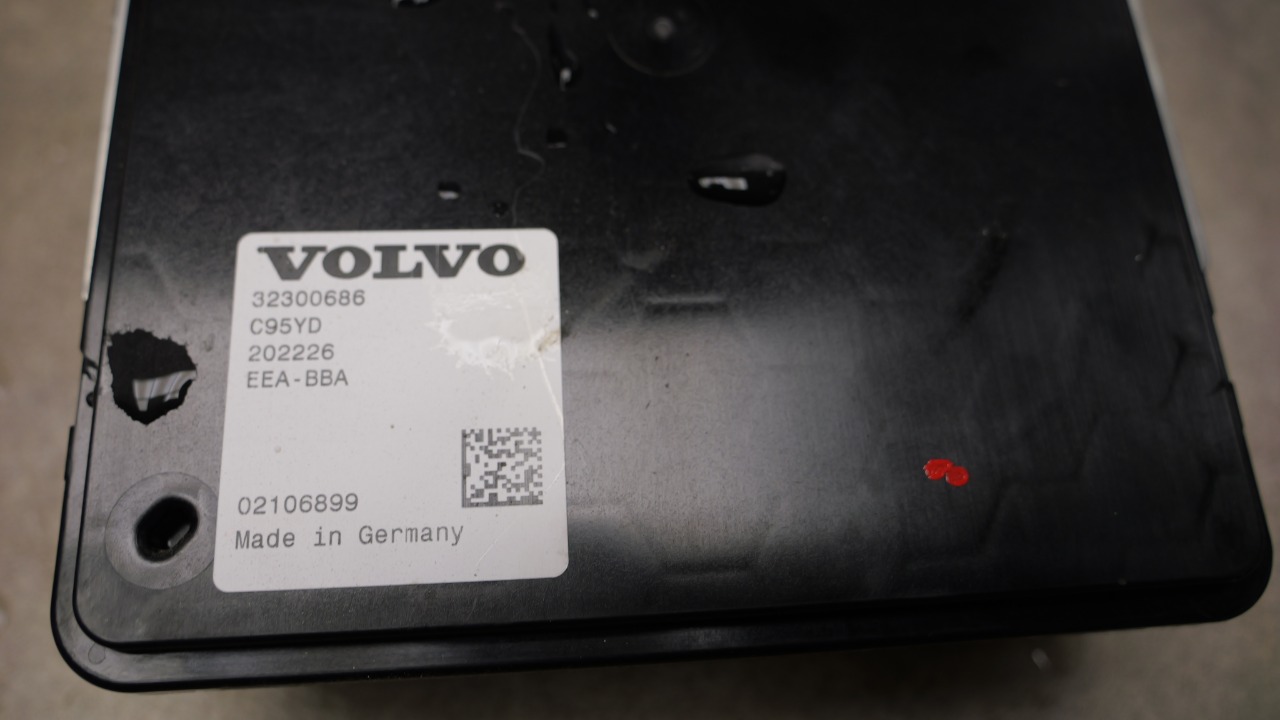 VOLVO
32300686
C95YD
202226
EEA-BBA
02106899
Made in Germany